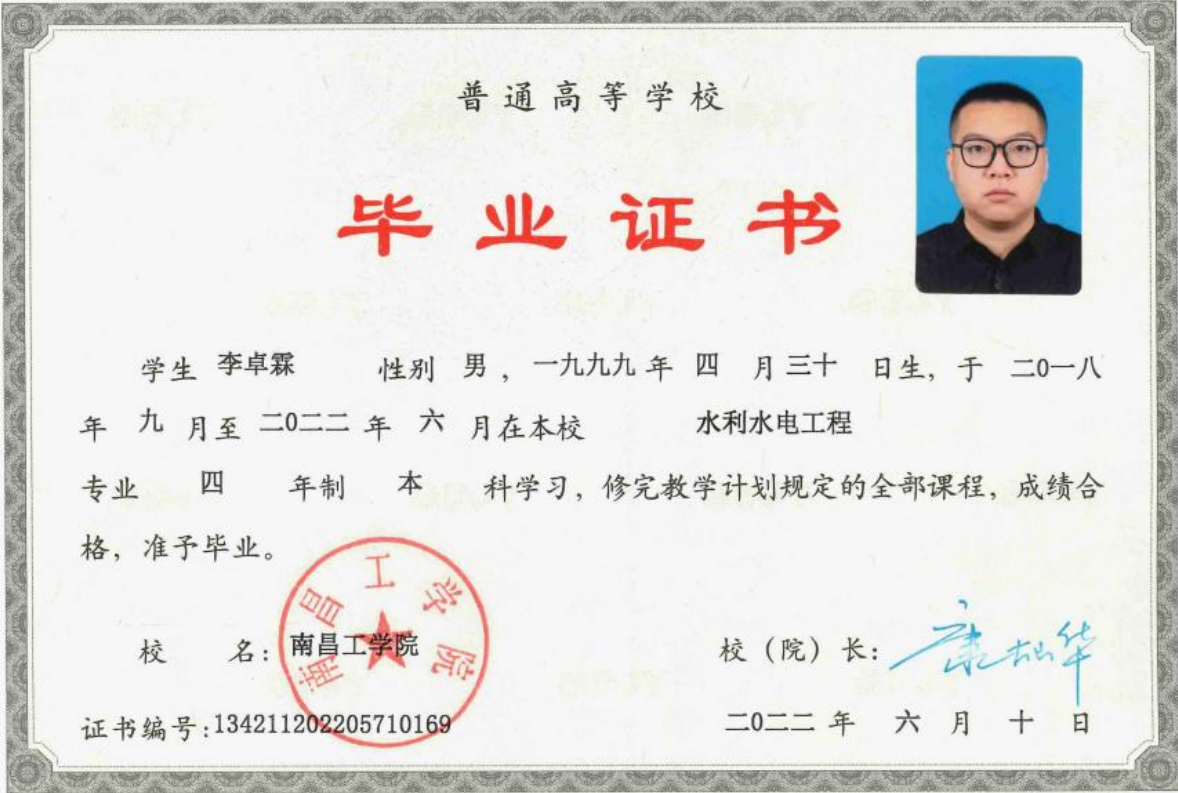 普通高等学校
毕业证书
学生 李卓霖 性别 男，一九九九年 四 月三十 日生，于 二0一八
年 九 月至 二0二二 年 六 月在本校 水利水电工程
专业 四 年制 本 科学习，修完教学计划规定的全部课程，成绩合
格，准予毕业。
南昌工学院
校 名：南昌工学院 校（院）长：
证书编号:134211202205710169 二0二二 年 六 月 十 日